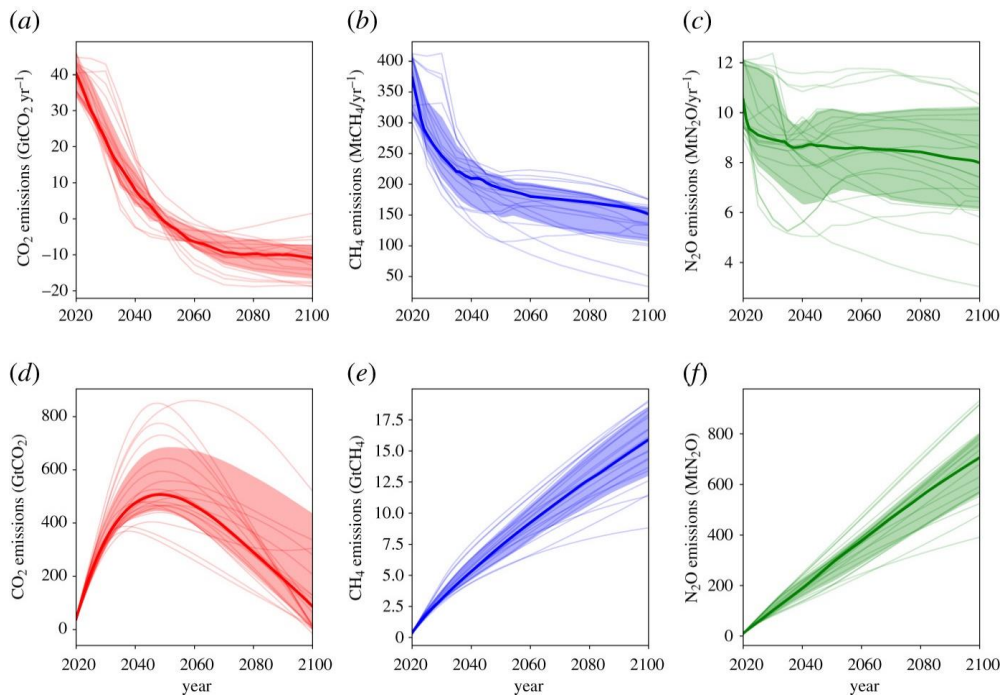 (a)
(b)
(c)
CO₂ emissions (GtCO₂ yr⁻¹)
40
30
20
10
0
–10
–20
2020 2040 2060 2080 2100
CH₄ emissions (MtCH₄/yr⁻¹)
400
350
300
250
200
150
100
50
2020 2040 2060 2080 2100
N₂O emissions (MtN₂O/yr⁻¹)
12
10
8
6
4
2020 2040 2060 2080 2100
(d)
(e)
(f)
CO₂ emissions (GtCO₂)
800
600
400
200
0
2020 2040 2060 2080 2100
year
CH₄ emissions (GtCH₄)
17.5
15.0
12.5
10.0
7.5
5.0
2.5
0
2020 2040 2060 2080 2100
year
N₂O emissions (MtN₂O)
800
600
400
200
0
2020 2040 2060 2080 2100
year